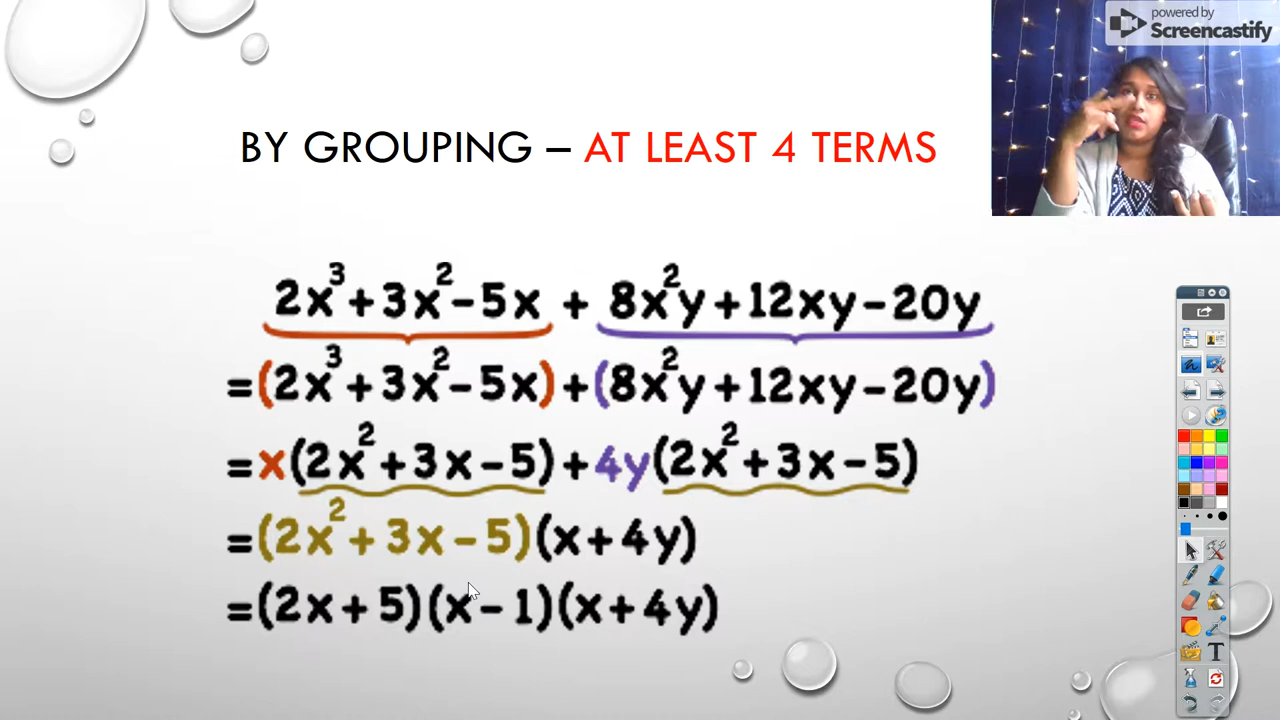 powered by
Screencastify
BY GROUPING – AT LEAST 4 TERMS
2x³+3x²-5x + 8x²y+12xy-20y
=(2x³+3x²-5x)+(8x²y+12xy-20y)
=x(2x²+3x-5)+4y(2x²+3x-5)
=(2x²+3x-5)(x+4y)
=(2x+5)(x-1)(x+4y)
T